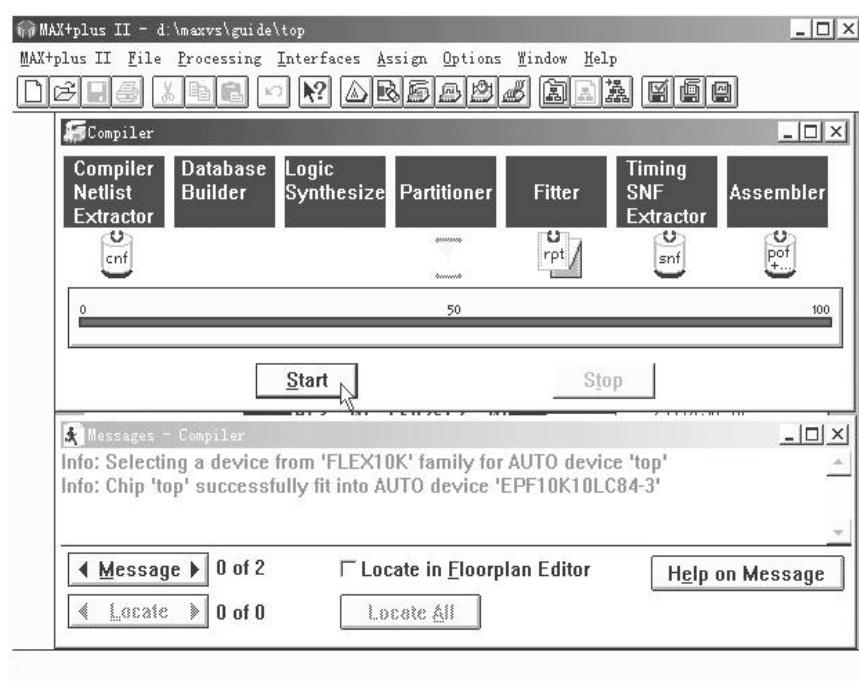 MAX+plus II - d:\maxvs\guide\top
MAX+plus II File Processing Interfaces Assign Options Window Help
Compiler
Compiler Netlist Extractor
Database Builder
Logic Synthesize
Partitioner
Fitter
Timing SNF Extractor
Assembler
cnf
rpt
snf
pof +...
0 50 100
Start Stop
Messages - Compiler
Info: Selecting a device from 'FLEX10K' family for AUTO device 'top'
Info: Chip 'top' successfully fit into AUTO device 'EPF10K10LC84-3'
Message 0 of 2 Locate in Floorplan Editor Help on Message
Locate 0 of 0 Locate All